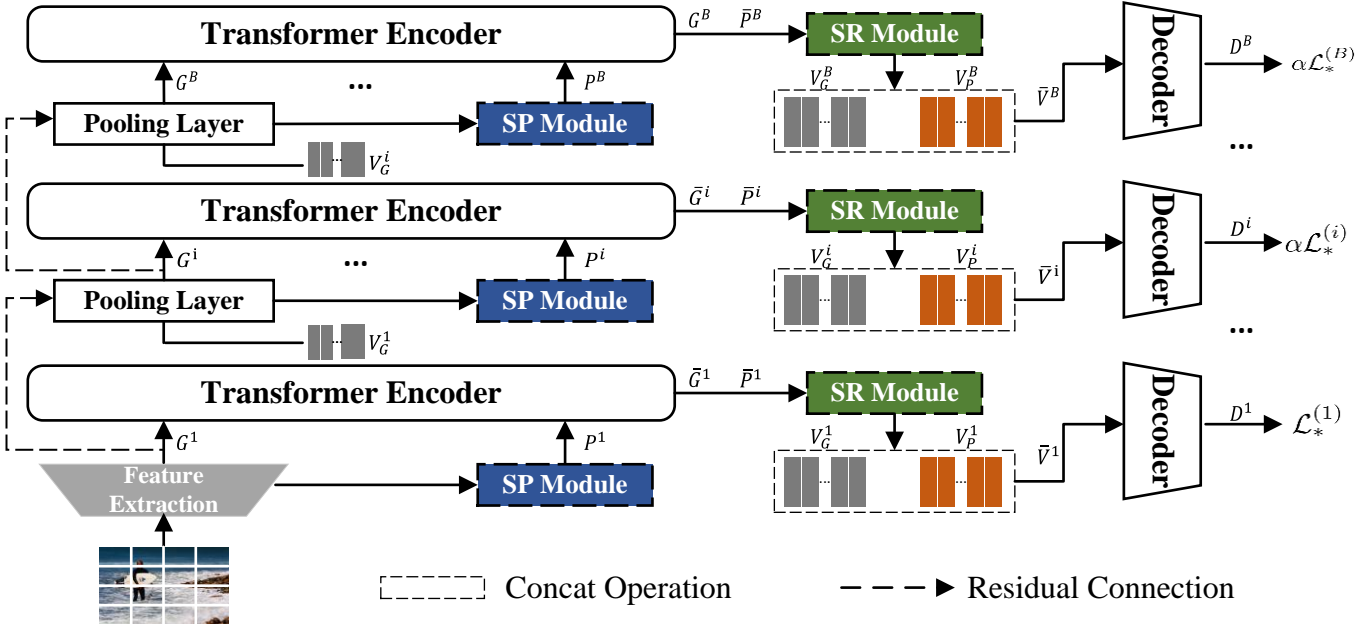 Transformer Encoder
G^B P̄^B
SR Module
V_G^B V_P^B
V̄^B
Decoder
D^B
αℒ_*^{(B)}
G^B
...
P^B
Pooling Layer
SP Module
...
V_G^i
...
Transformer Encoder
Ḡ^i P̄^i
SR Module
V_G^i V_P^i
V̄^i
Decoder
D^i
αℒ_*^{(i)}
G^i
...
P^i
Pooling Layer
SP Module
...
V_G^1
...
Transformer Encoder
Ḡ^1 P̄^1
SR Module
V_G^1 V_P^1
V̄^1
Decoder
D^1
ℒ_*^{(1)}
G^1
P^1
Feature
Extraction
SP Module
Concat Operation
Residual Connection